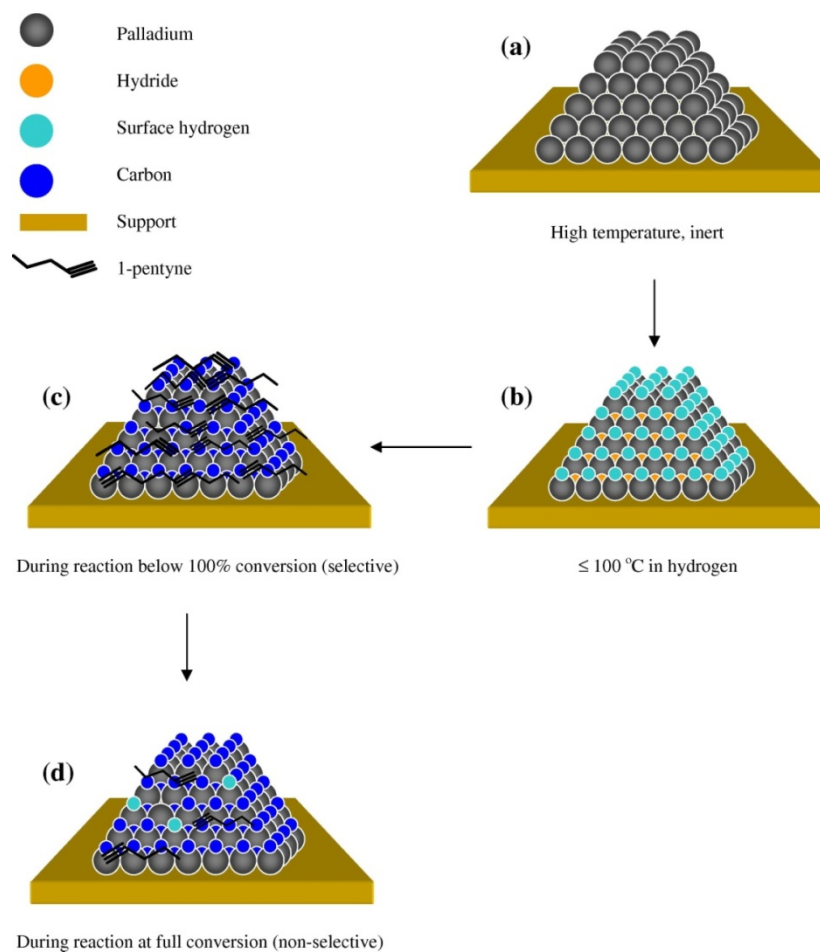 Palladium
Hydride
Surface hydrogen
Carbon
Support
1-pentyne
(a)
High temperature, inert
(b)
≤ 100 °C in hydrogen
(c)
During reaction below 100% conversion (selective)
(d)
During reaction at full conversion (non-selective)